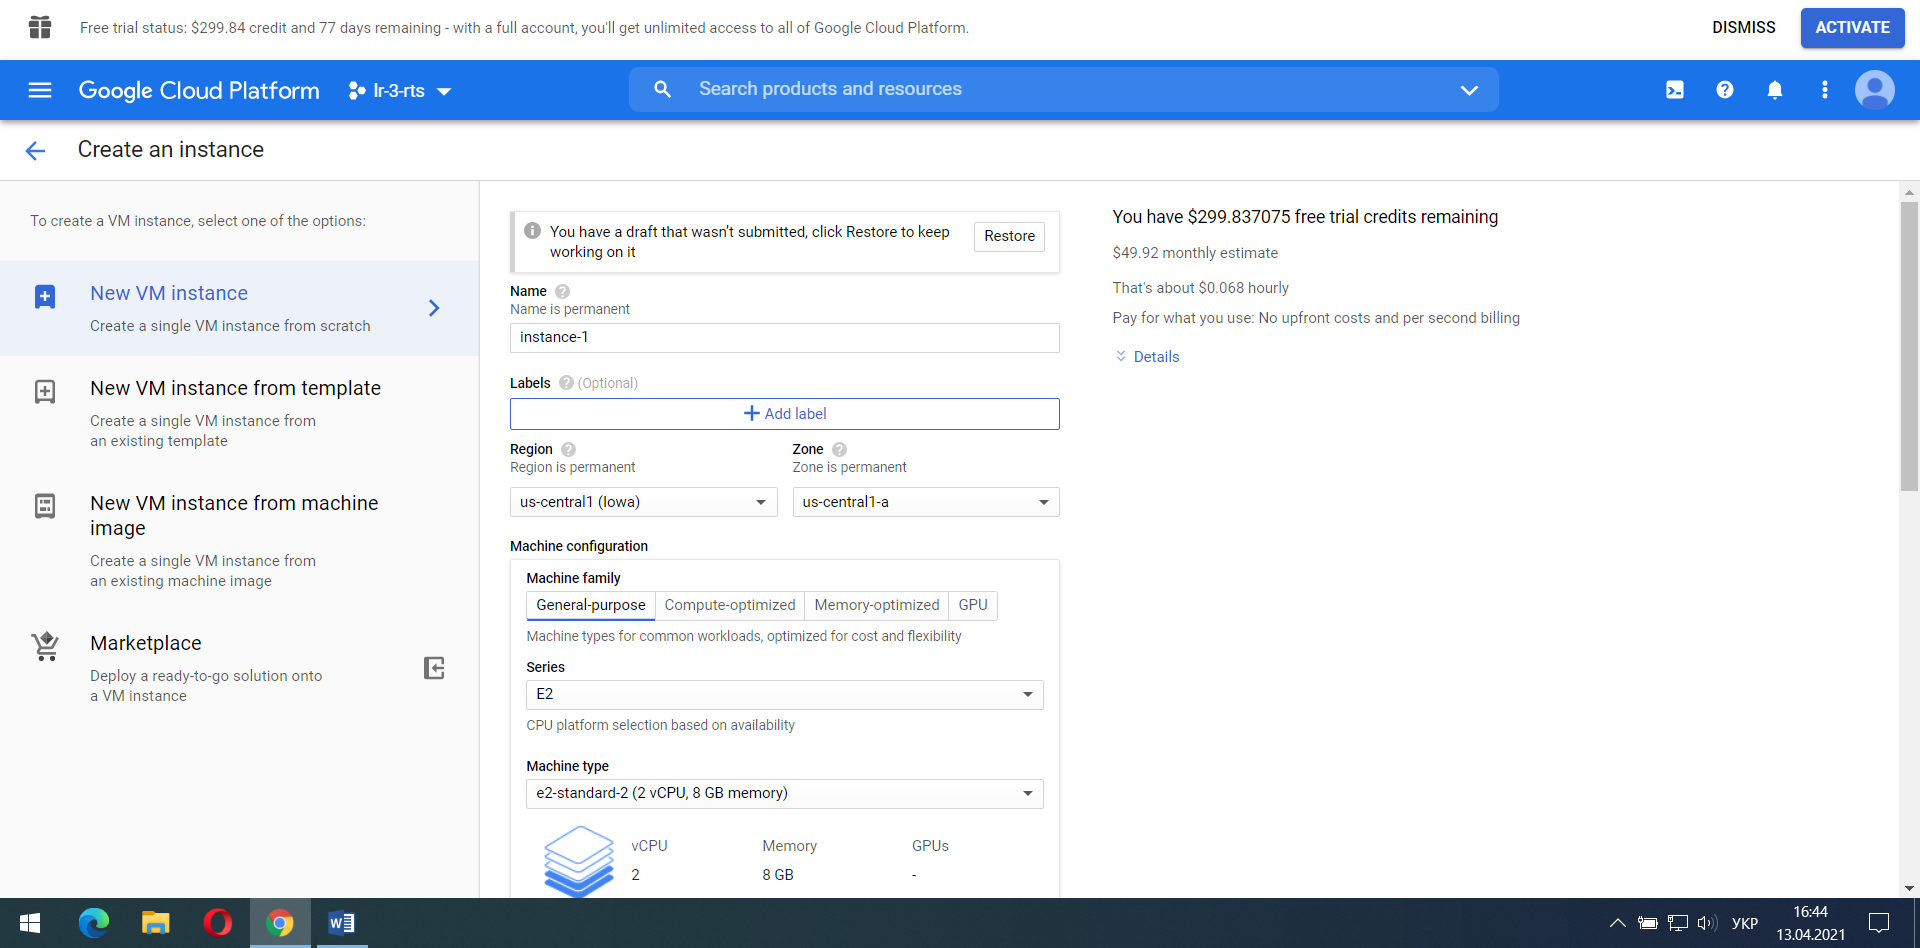 Free trial status: $299.84 credit and 77 days remaining - with a full account, you'll get unlimited access to all of Google Cloud Platform.
DISMISS
ACTIVATE
Google Cloud Platform
lr-3-rts
Search products and resources
Create an instance
To create a VM instance, select one of the options:
New VM instance
Create a single VM instance from scratch
New VM instance from template
Create a single VM instance from
an existing template
New VM instance from machine
image
Create a single VM instance from
an existing machine image
Marketplace
Deploy a ready-to-go solution onto
a VM instance
You have a draft that wasn't submitted, click Restore to keep
working on it
Restore
Name
Name is permanent
instance-1
Labels (Optional)
Add label
Region
Region is permanent
us-central1 (Iowa)
Zone
Zone is permanent
us-central1-a
Machine configuration
Machine family
General-purpose
Compute-optimized
Memory-optimized
GPU
Machine types for common workloads, optimized for cost and flexibility
Series
E2
CPU platform selection based on availability
Machine type
e2-standard-2 (2 vCPU, 8 GB memory)
vCPU
2
Memory
8 GB
GPUs
-
You have $299.837075 free trial credits remaining
$49.92 monthly estimate
That's about $0.068 hourly
Pay for what you use: No upfront costs and per second billing
Details
УКР
16:44
13.04.2021